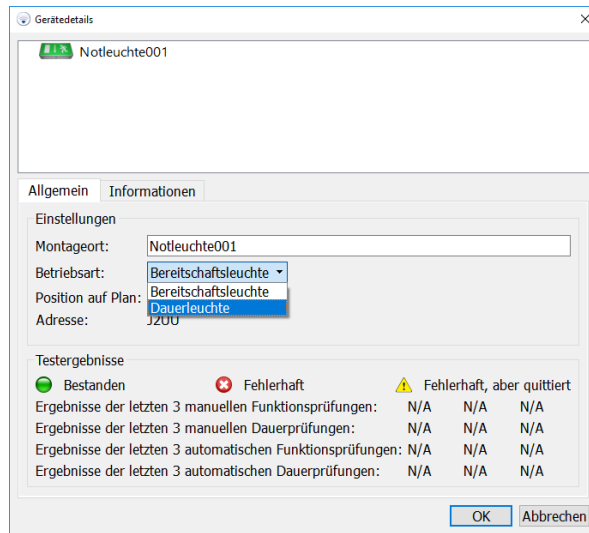 Gerätedetails
Notleuchte001
Allgemein Informationen
Einstellungen
Montageort: Notleuchte001
Betriebsart: Bereitschaftsleuchte
Bereitschaftsleuchte
Position auf Plan:
Dauerleuchte
Adresse:
Testergebnisse
Bestanden Fehlerhaft Fehlerhaft, aber quittiert
Ergebnisse der letzten 3 manuellen Funktionsprüfungen: N/A N/A N/A
Ergebnisse der letzten 3 manuellen Dauerprüfungen: N/A N/A N/A
Ergebnisse der letzten 3 automatischen Funktionsprüfungen: N/A N/A N/A
Ergebnisse der letzten 3 automatischen Dauerprüfungen: N/A N/A N/A
OK Abbrechen